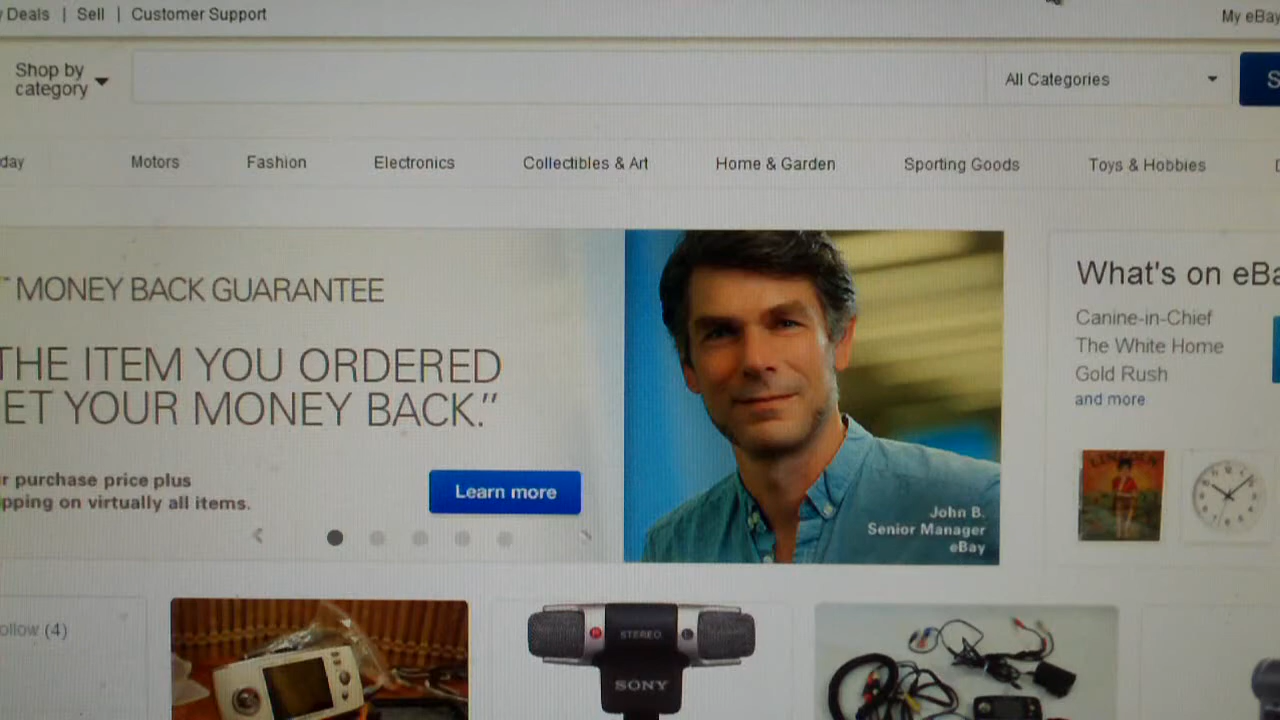 Deals | Sell | Customer Support
My eBay
Shop by
category
All Categories
S
day
Motors
Fashion
Electronics
Collectibles & Art
Home & Garden
Sporting Goods
Toys & Hobbies
MONEY BACK GUARANTEE
THE ITEM YOU ORDERED
ET YOUR MONEY BACK.”
r purchase price plus
pping on virtually all items.
Learn more
John B.
Senior Manager
eBay
What's on eBa
Canine-in-Chief
The White Home
Gold Rush
and more
ollow (4)
STEREO
SONY